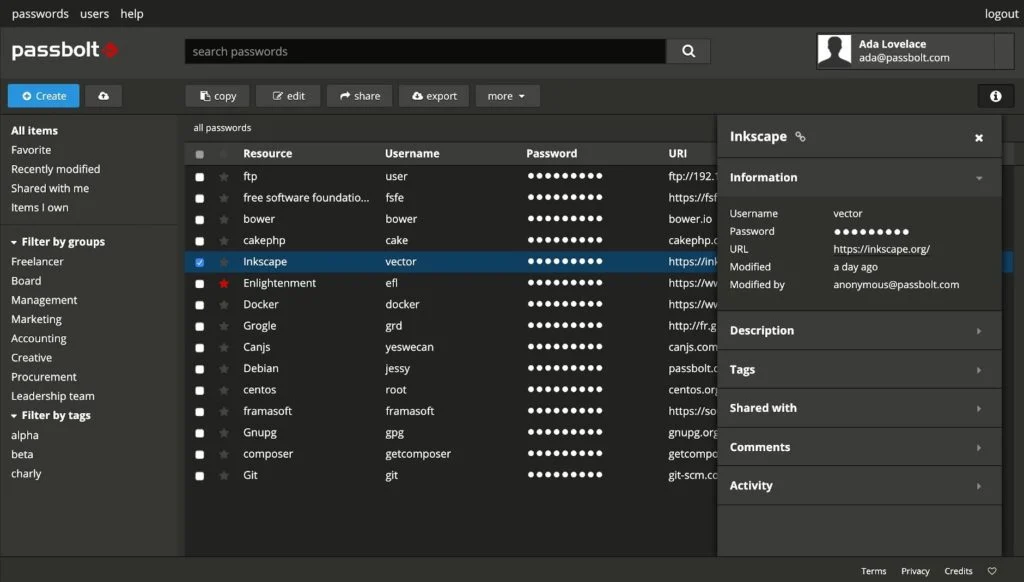 passwords users help logout
passbolt
search passwords
Ada Lovelace
ada@passbolt.com
Create copy edit share export more
All items
Favorite
Recently modified
Shared with me
Items I own
Filter by groups
Freelancer
Board
Management
Marketing
Accounting
Creative
Procurement
Leadership team
Filter by tags
alpha
beta
charly
all passwords
Resource Username Password URI
ftp user ●●●●●●●●● ftp://192.1
free software foundatio... fsfe ●●●●●●●●● https://fsf
bower bower ●●●●●●●●● bower.io
cakephp cake ●●●●●●●●● cakephp.o
Inkscape vector ●●●●●●●●● https://ink
Enlightenment efl ●●●●●●●●● https://ww
Docker docker ●●●●●●●●● https://ww
Grogle grd ●●●●●●●●● http://fr.g
Canjs yeswecan ●●●●●●●●● canjs.com
Debian jessy ●●●●●●●●● passbolt.c
centos root ●●●●●●●●● centos.org
framasoft framasoft ●●●●●●●●● https://so
Gnupg gpg ●●●●●●●●● gnupg.org
composer getcomposer ●●●●●●●●● getcompo
Git git ●●●●●●●●● git-scm.co
Inkscape
Information
Username vector
Password ●●●●●●●●●
URL https://inkscape.org/
Modified a day ago
Modified by anonymous@passbolt.com
Description
Tags
Shared with
Comments
Activity
Terms Privacy Credits